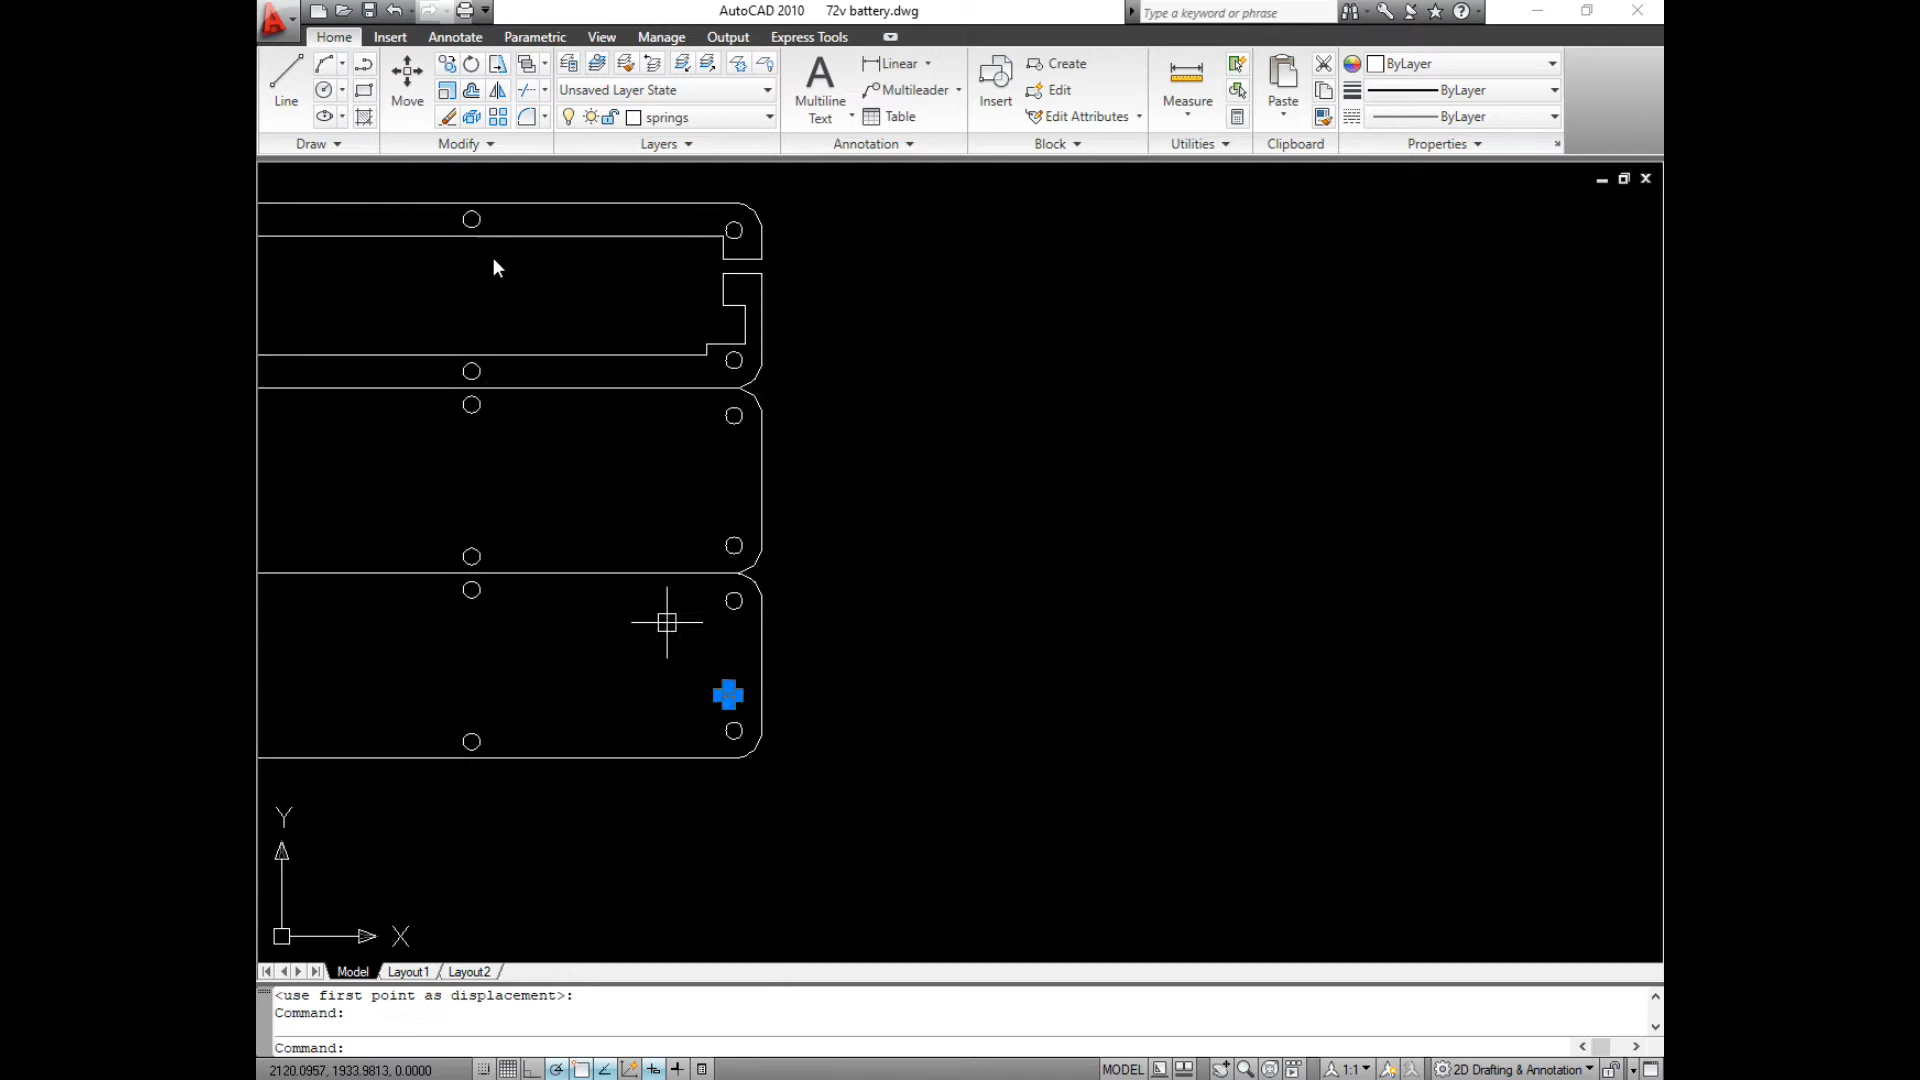 AutoCAD 2010 72v battery.dwg
Type a keyword or phrase
Home Insert Annotate Parametric View Manage Output Express Tools
Line Move
Unsaved Layer State
springs
A
Multiline
Text
Linear
Multileader
Table
Insert
Create
Edit
Edit Attributes
Measure
Paste
ByLayer
ByLayer
ByLayer
Draw Modify Layers Annotation Block Utilities Clipboard Properties
Y
X
Model Layout1 Layout2
<use first point as displacement>:
Command:
Command:
2120.0957, 1933.9813, 0.0000 MODEL 1:1 2D Drafting & Annotation